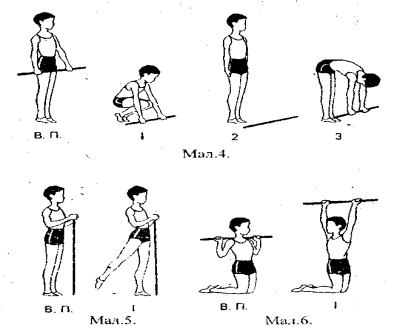 В. П. 1 2 3
Мал.4.
В. П. 1 В. П. 1
Мал.5. Мал.6.